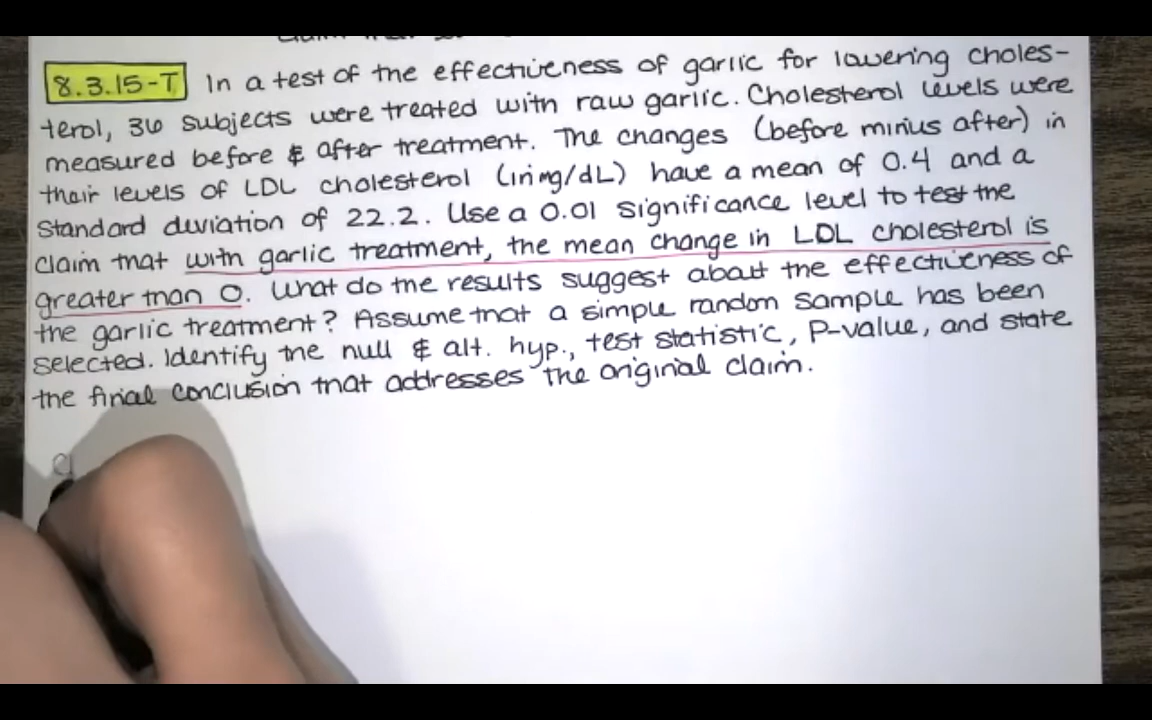 8.3.15-T In a test of the effectiveness of garlic for lowering choles-
terol, 36 subjects were treated with raw garlic. Cholesterol levels were
measured before & after treatment. The changes (before minus after) in
their levels of LDL cholesterol (in mg/dL) have a mean of 0.4 and a
standard deviation of 22.2. Use a 0.01 significance level to test the
claim that with garlic treatment, the mean change in LDL cholesterol is
greater than 0. What do the results suggest about the effectiveness of
the garlic treatment? Assume that a simple random sample has been
selected. Identify the null & alt. hyp., test statistic, P-value, and state
the final conclusion that addresses the original claim.